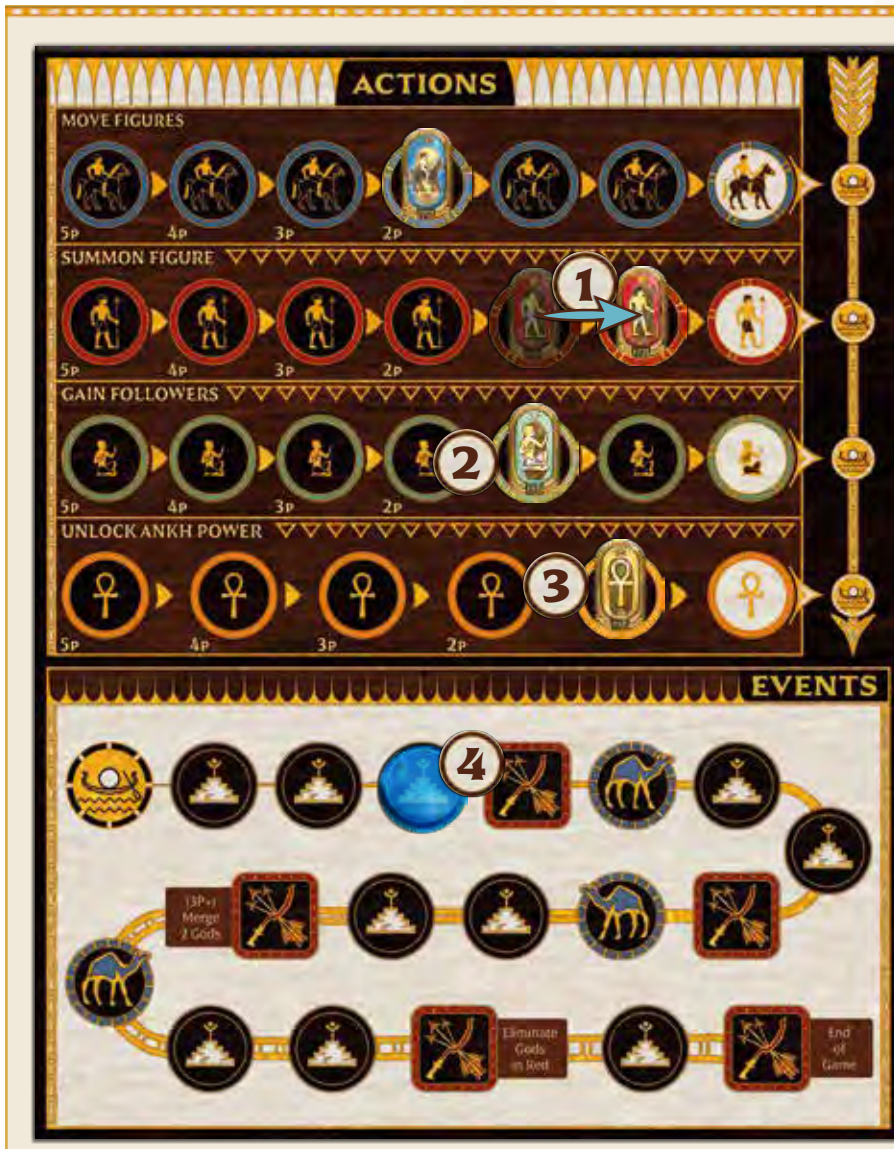 ACTIONS
MOVE FIGURES
5P 4P 3P 2P
SUMMON FIGURE
1
5P 4P 3P 2P
GAIN FOLLOWERS
2
5P 4P 3P 2P
UNLOCK ANKH POWER
3
5P 4P 3P 2P
EVENTS
4
(3P+)
Merge
2 Gods
Eliminate
Gods
in Red
End
of
Game